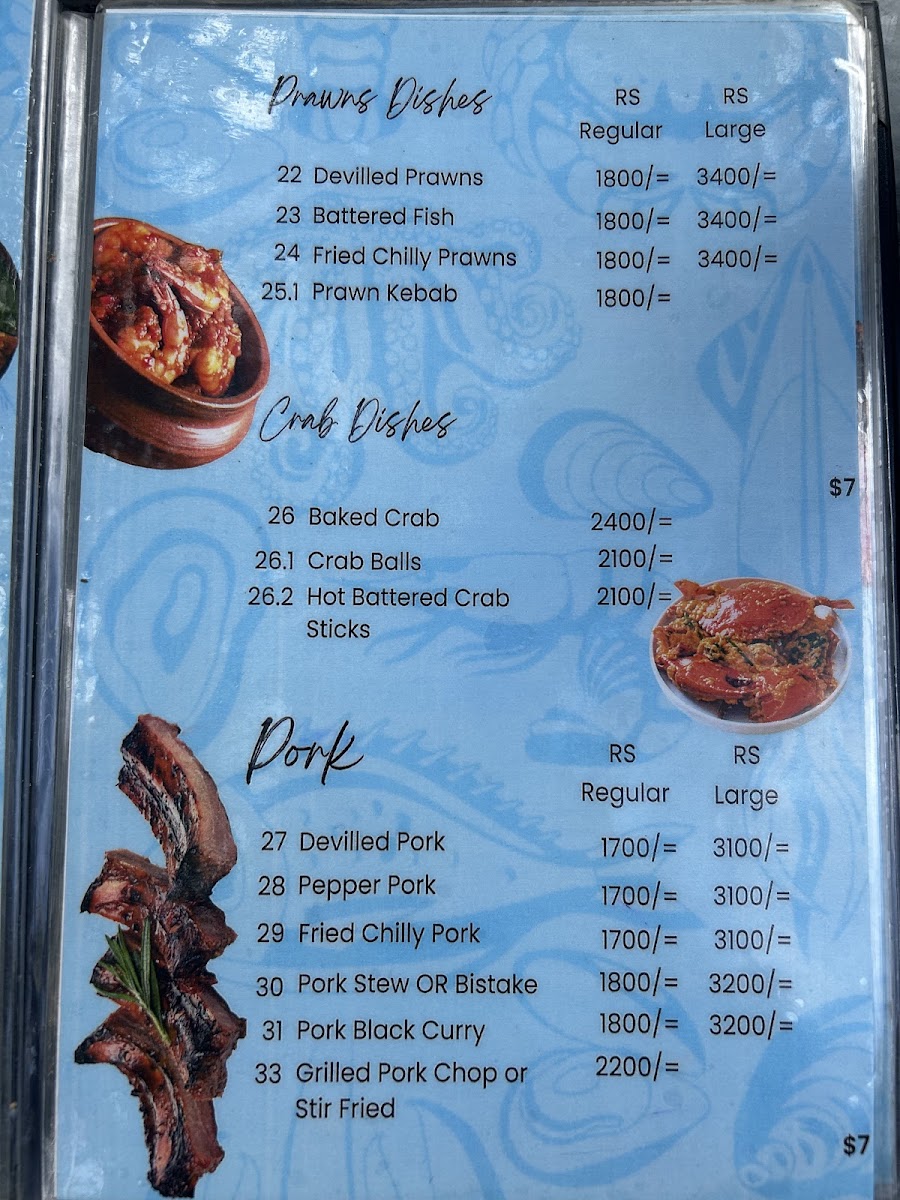 Prawns Dishes RS RS
Regular Large
22 Devilled Prawns 1800/= 3400/=
23 Battered Fish 1800/= 3400/=
24 Fried Chilly Prawns 1800/= 3400/=
25.1 Prawn Kebab 1800/=
Crab Dishes
$7
26 Baked Crab 2400/=
26.1 Crab Balls 2100/=
26.2 Hot Battered Crab 2100/=
Sticks
Pork RS RS
Regular Large
27 Devilled Pork 1700/= 3100/=
28 Pepper Pork 1700/= 3100/=
29 Fried Chilly Pork 1700/= 3100/=
30 Pork Stew OR Bistake 1800/= 3200/=
31 Pork Black Curry 1800/= 3200/=
33 Grilled Pork Chop or 2200/=
Stir Fried
$7